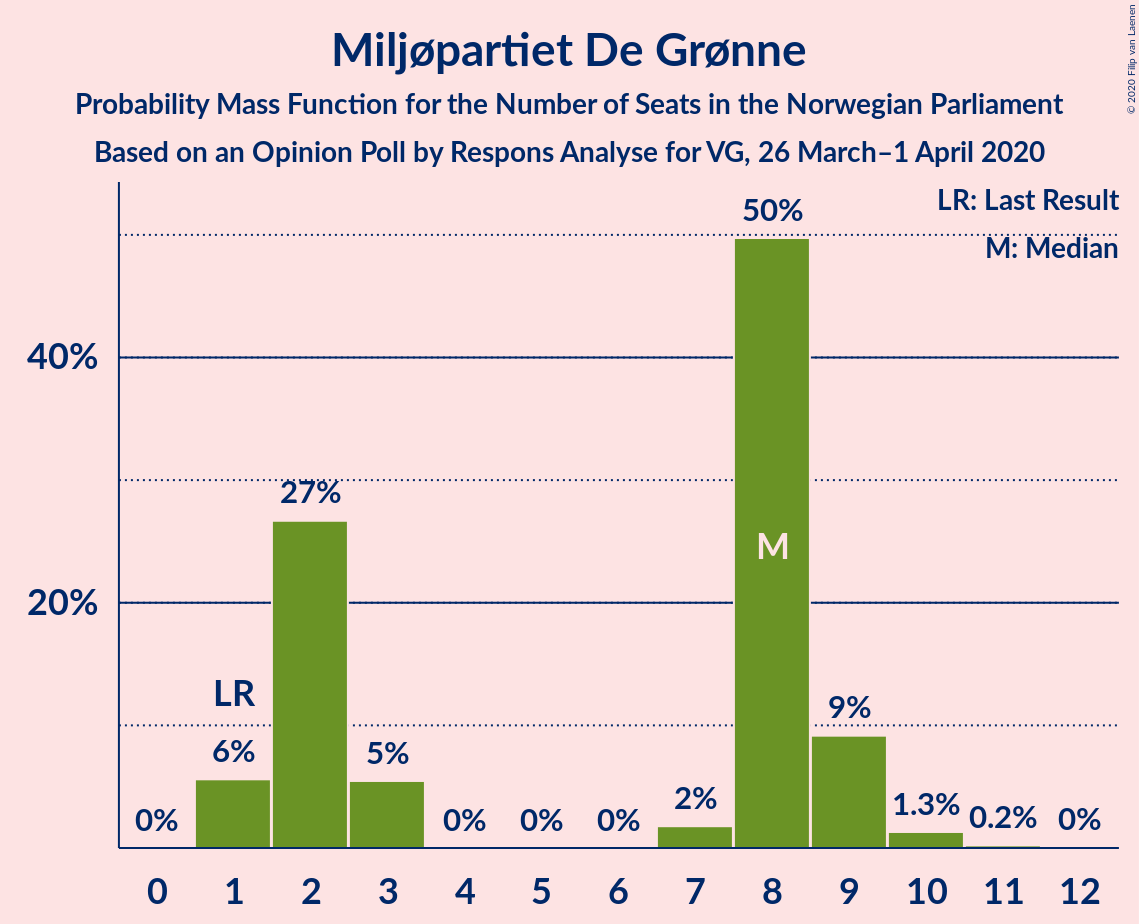 Miljøpartiet De Grønne
Probability Mass Function for the Number of Seats in the Norwegian Parliament
Based on an Opinion Poll by Respons Analyse for VG, 26 March–1 April 2020
© 2020 Filip van Laenen
LR: Last Result
M: Median
50%
40%
27%
M
20%
LR
9%
6%
5%
2%
1.3%
0.2%
0%
0%
0%
0%
0%
0 1 2 3 4 5 6 7 8 9 10 11 12